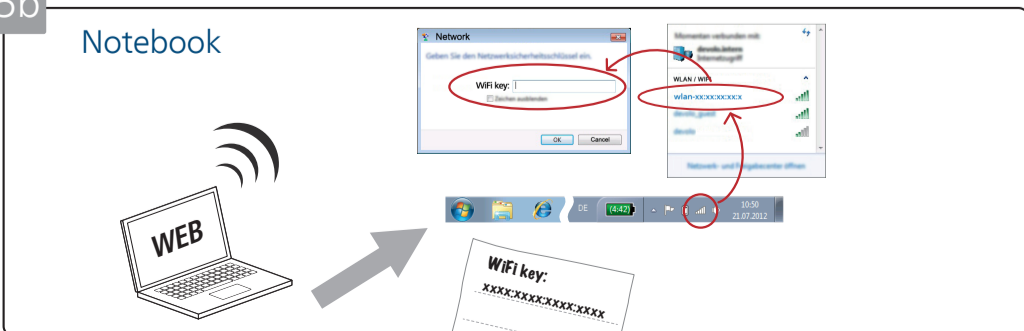 5b
Notebook
Network
Geben Sie den Netzwerksicherheitsschlüssel ein.
WiFi key:
Zeichen ausblenden
OK
Cancel
Momentan verbunden mit:
devolo.intern
Internetzugriff
WLAN / WiFi
wlan-xx:xx:xx:xx:x
devolo_guest
devolo
Netzwerk- und Freigabecenter öffnen
WEB
DE
(4:42)
10:50
21.07.2012
WiFi key:
xxxx:xxxx:xxxx:xxxx